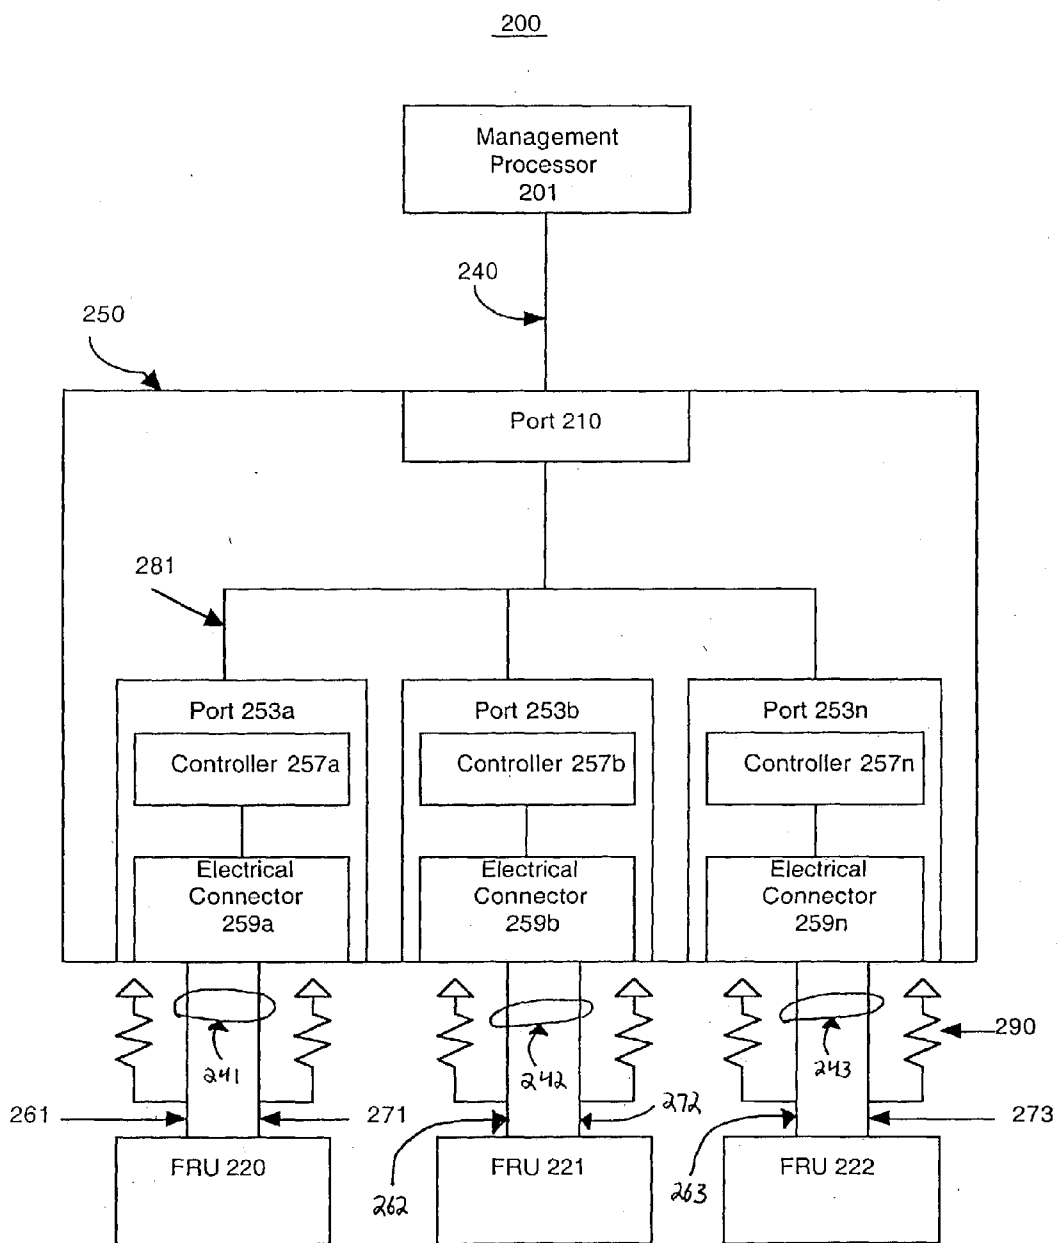 200
Management
Processor
201
240
250
Port 210
281
Port 253a
Port 253b
Port 253n
Controller 257a
Controller 257b
Controller 257n
Electrical
Connector
259a
Electrical
Connector
259b
Electrical
Connector
259n
290
241
242
243
261
271
272
273
262
263
FRU 220
FRU 221
FRU 222